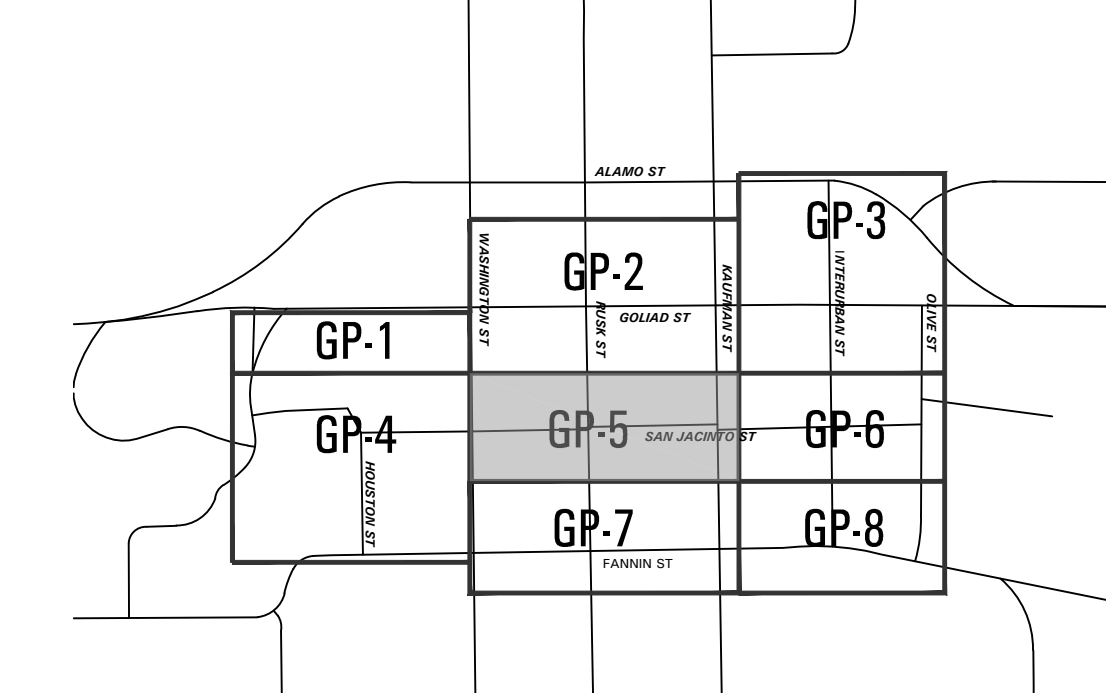 ALAMO ST
GP-3
WASHINGTON ST
GP-2
KAUFMAN ST
INTERURBAN ST
OLIVE ST
RUSK ST
GOLIAD ST
GP-1
GP-4
GP-5
SAN JACINTO ST
GP-6
HOUSTON ST
GP-7
GP-8
FANNIN ST